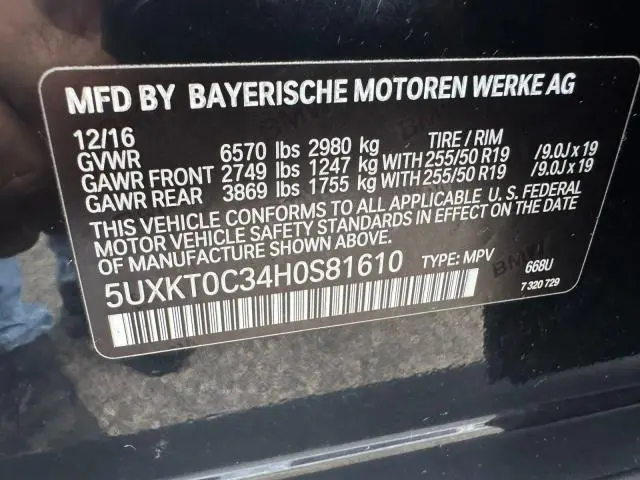 MFD BY BAYERISCHE MOTOREN WERKE AG
12/16 TIRE / RIM
GVWR 6570 lbs 2980 kg
GAWR FRONT 2749 lbs 1247 kg WITH 255/50 R19 /9.0J x 19
GAWR REAR 3869 lbs 1755 kg WITH 255/50 R19 /9.0J x 19
THIS VEHICLE CONFORMS TO ALL APPLICABLE U. S. FEDERAL
MOTOR VEHICLE SAFETY STANDARDS IN EFFECT ON THE DATE
OF MANUFACTURE SHOWN ABOVE.
5UXKT0C34H0S81610 TYPE: MPV 668U
7 320 729